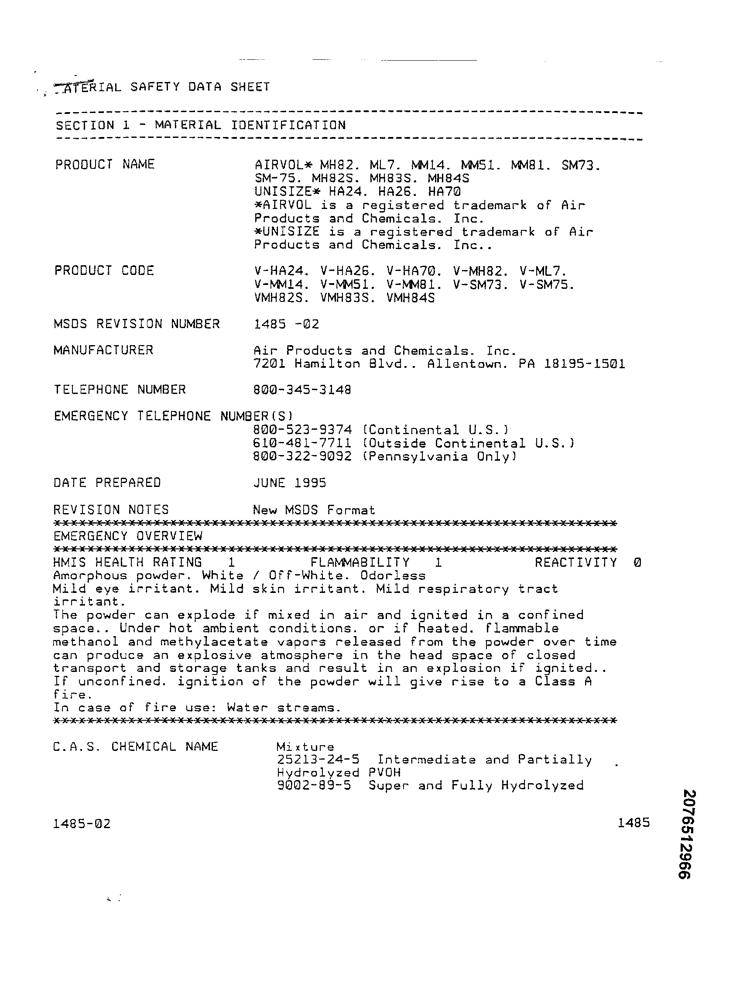 MATERIAL SAFETY DATA SHEET
SECTION 1 - MATERIAL IDENTIFICATION
PRODUCT NAME AIRVOL* MH82. ML7. MM14. MM51. MM81. SM73.
SM-75. MH82S. MH83S. MH84S
UNISIZE* HA24. HA26. HA70
*AIRVOL is a registered trademark of Air
Products and Chemicals. Inc.
*UNISIZE is a registered trademark of Air
Products and Chemicals. Inc..
PRODUCT CODE V-HA24. V-HA26. V-HA70. V-MH82. V-ML7.
V-MM14. V-MM51. V-MM81. V-SM73. V-SM75.
VMH82S. VMH83S. VMH84S
MSDS REVISION NUMBER 1485 -02
MANUFACTURER Air Products and Chemicals. Inc.
7201 Hamilton Blvd.. Allentown. PA 18195-1501
TELEPHONE NUMBER 800-345-3148
EMERGENCY TELEPHONE NUMBER(S)
800-523-9374 (Continental U.S.)
610-481-7711 (Outside Continental U.S.)
800-322-9092 (Pennsylvania Only)
DATE PREPARED JUNE 1995
REVISION NOTES New MSDS Format
EMERGENCY OVERVIEW
HMIS HEALTH RATING 1 FLAMMABILITY 1 REACTIVITY 0
Amorphous powder. White / Off-White. Odorless
Mild eye irritant. Mild skin irritant. Mild respiratory tract
irritant.
The powder can explode if mixed in air and ignited in a confined
space.. Under hot ambient conditions. or if heated. flammable
methanol and methylacetate vapors released from the powder over time
can produce an explosive atmosphere in the head space of closed
transport and storage tanks and result in an explosion if ignited..
If unconfined. ignition of the powder will give rise to a Class A
fire.
In case of fire use: Water streams.
C.A.S. CHEMICAL NAME Mixture
25213-24-5 Intermediate and Partially
Hydrolyzed PVOH
9002-89-5 Super and Fully Hydrolyzed
1485-02 1485
2076512966